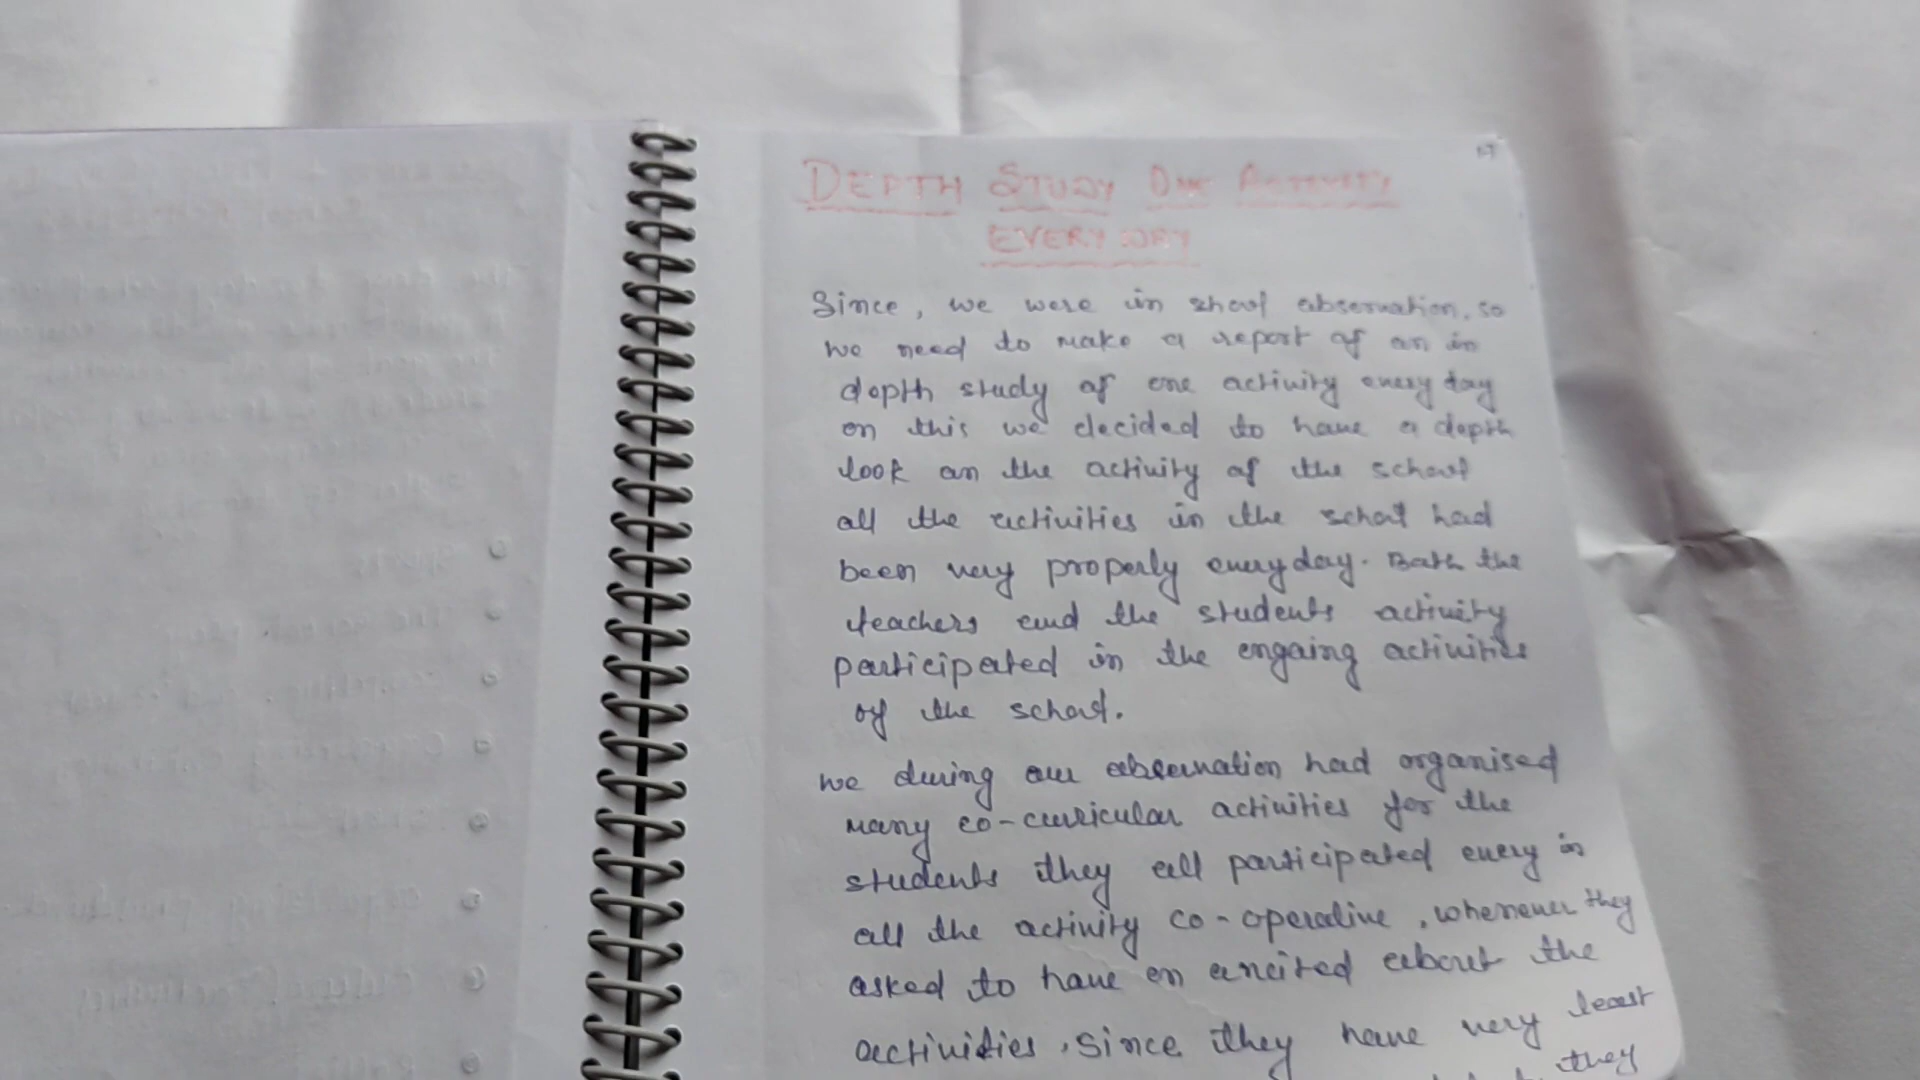 DEPTH STUDY ONE ACTIVITY
EVERY DAY
Since, we were in shool observation, so
we need to make a report of an in
depth study of one activity every day
on this we decided to have a depth
look on the activity of the school
all the activities in the school had
been very properly everyday. Both the
teachers and the students activity
participated in the engaing activities
of the school.
we during our observation had organised
many co-curricular activities for the
students they all participated every in
all the activity co-operative, whenever they
asked to have en excited about the
activities, since they have very least
they